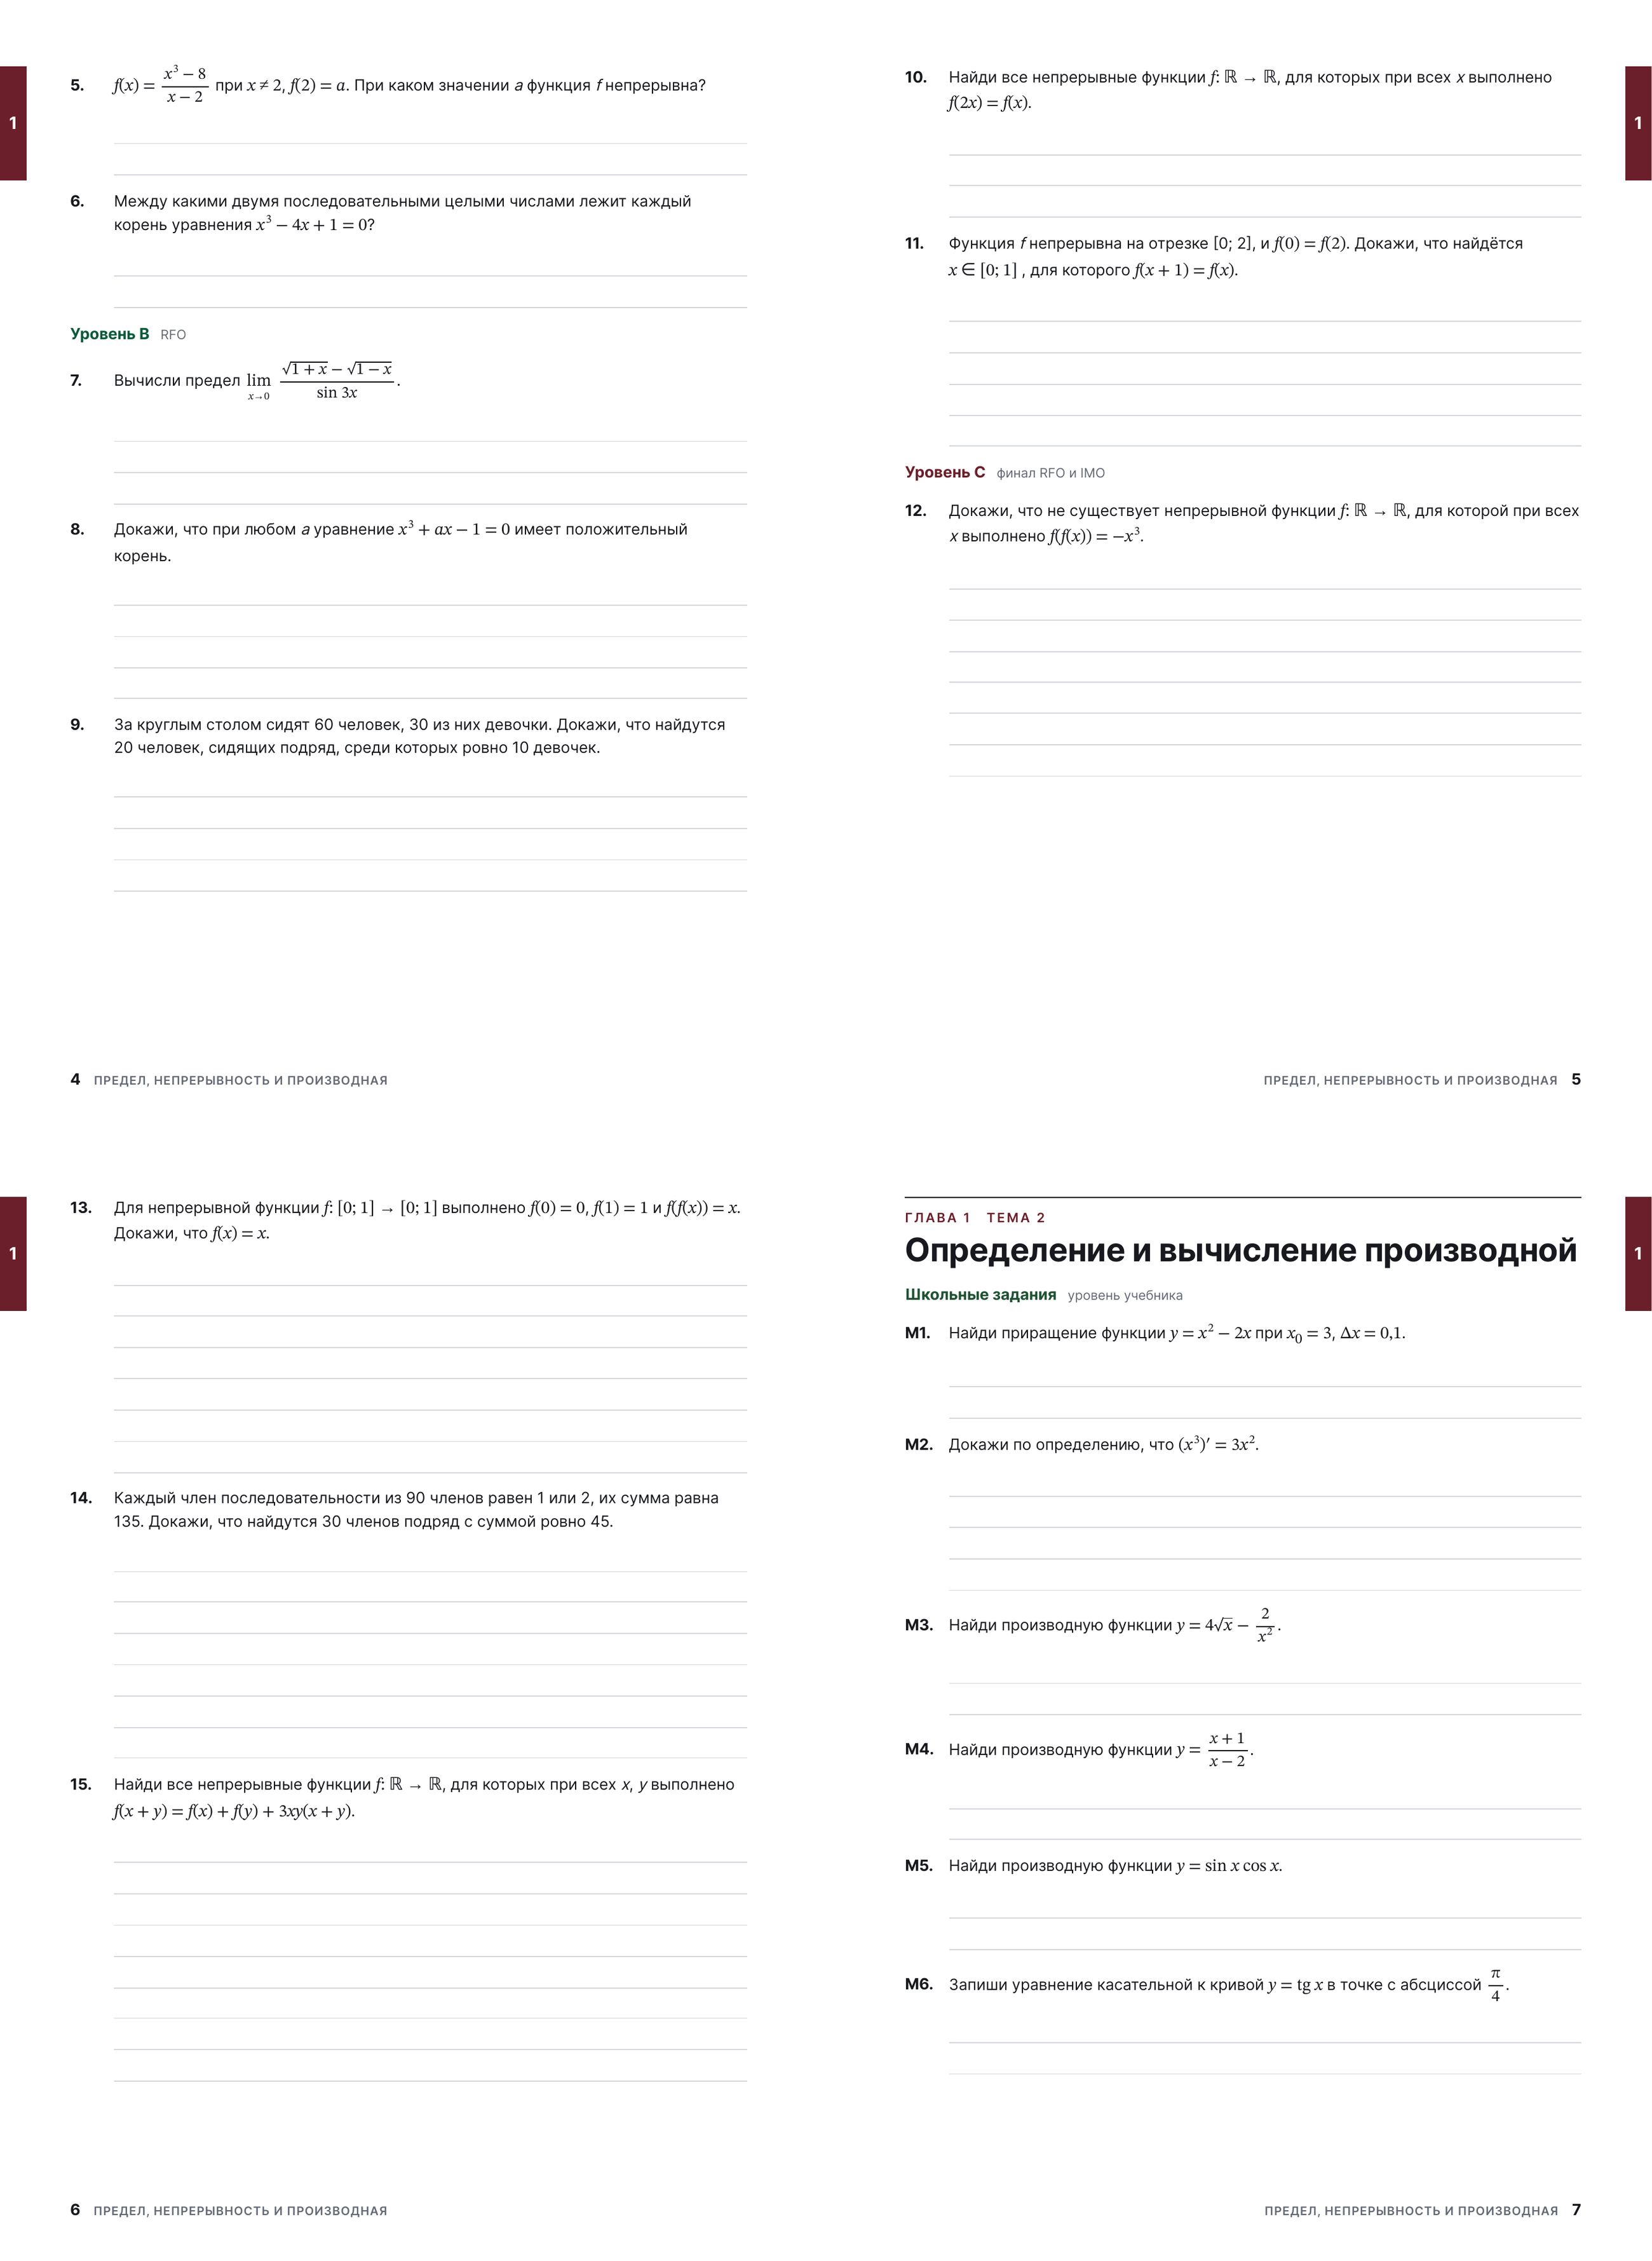 1
5. f(x) = (x³ − 8)/(x − 2) при x ≠ 2, f(2) = a. При каком значении a функция f непрерывна?
6. Между какими двумя последовательными целыми числами лежит каждый
корень уравнения x³ − 4x + 1 = 0?
Уровень B RFO
7. Вычисли предел lim x→0 (√(1 + x) − √(1 − x))/(sin 3x).
8. Докажи, что при любом a уравнение x³ + ax − 1 = 0 имеет положительный
корень.
9. За круглым столом сидят 60 человек, 30 из них девочки. Докажи, что найдутся
20 человек, сидящих подряд, среди которых ровно 10 девочек.
4 ПРЕДЕЛ, НЕПРЕРЫВНОСТЬ И ПРОИЗВОДНАЯ
1
10. Найди все непрерывные функции f: ℝ → ℝ, для которых при всех x выполнено
f(2x) = f(x).
11. Функция f непрерывна на отрезке [0; 2], и f(0) = f(2). Докажи, что найдётся
x ∈ [0; 1] , для которого f(x + 1) = f(x).
Уровень C финал RFO и IMO
12. Докажи, что не существует непрерывной функции f: ℝ → ℝ, для которой при всех
x выполнено f(f(x)) = −x³.
ПРЕДЕЛ, НЕПРЕРЫВНОСТЬ И ПРОИЗВОДНАЯ 5
1
13. Для непрерывной функции f: [0; 1] → [0; 1] выполнено f(0) = 0, f(1) = 1 и f(f(x)) = x.
Докажи, что f(x) = x.
14. Каждый член последовательности из 90 членов равен 1 или 2, их сумма равна
135. Докажи, что найдутся 30 членов подряд с суммой ровно 45.
15. Найди все непрерывные функции f: ℝ → ℝ, для которых при всех x, y выполнено
f(x + y) = f(x) + f(y) + 3xy(x + y).
6 ПРЕДЕЛ, НЕПРЕРЫВНОСТЬ И ПРОИЗВОДНАЯ
1
ГЛАВА 1 ТЕМА 2
Определение и вычисление производной
Школьные задания уровень учебника
М1. Найди приращение функции y = x² − 2x при x₀ = 3, Δx = 0,1.
М2. Докажи по определению, что (x³)′ = 3x².
М3. Найди производную функции y = 4√x − 2/x².
М4. Найди производную функции y = (x + 1)/(x − 2).
М5. Найди производную функции y = sin x cos x.
М6. Запиши уравнение касательной к кривой y = tg x в точке с абсциссой π/4.
ПРЕДЕЛ, НЕПРЕРЫВНОСТЬ И ПРОИЗВОДНАЯ 7